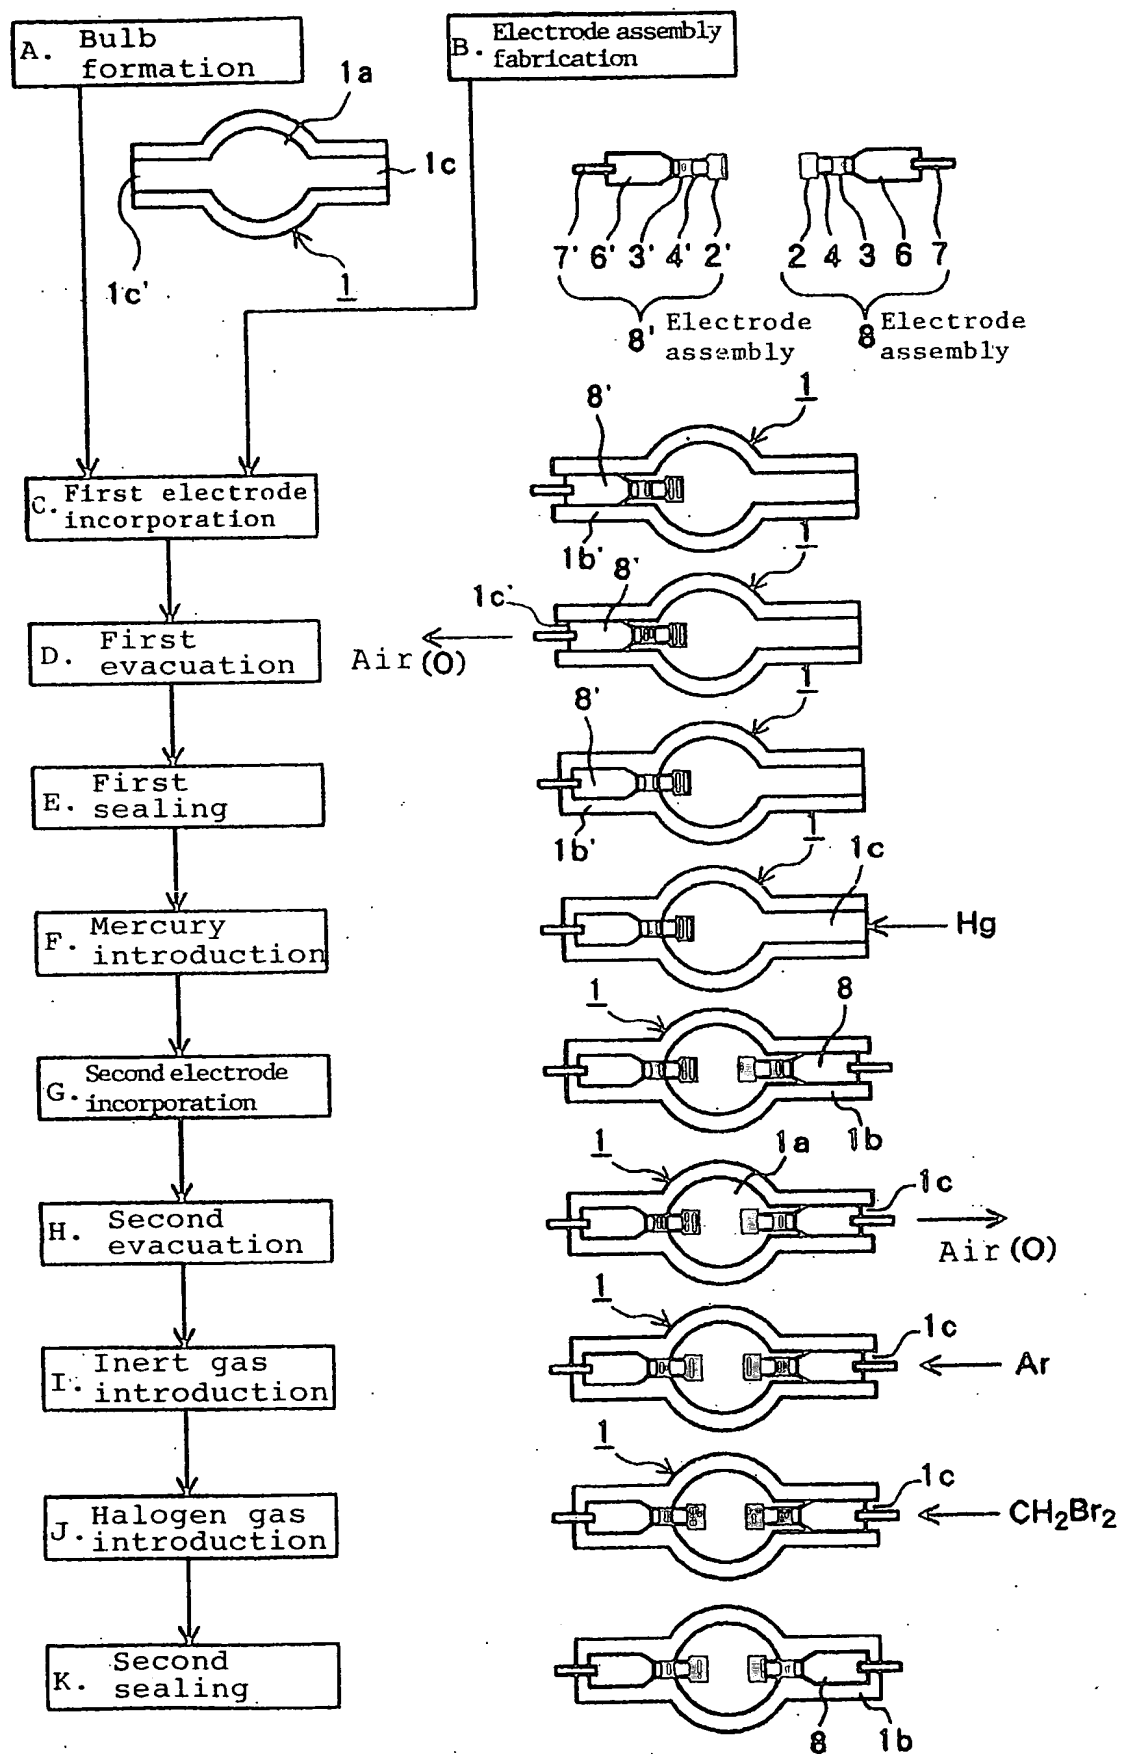 A. Bulb
formation
B. Electrode assembly
fabrication
1a
1c
1c'
1
7' 6' 3' 4' 2'
2 4 3 6 7
8' Electrode
assembly
8 Electrode
assembly
8'
1
C. First electrode
incorporation
1b'
1
8'
1c'
D. First
evacuation
Air (O)
1
8'
E. First
sealing
1b'
1
1c
F. Mercury
introduction
Hg
1
8
G. Second electrode
incorporation
1b
1
1a
1c
H. Second
evacuation
Air (O)
1
1c
I. Inert gas
introduction
Ar
1
1c
J. Halogen gas
introduction
CH₂Br₂
K. Second
sealing
8
1b